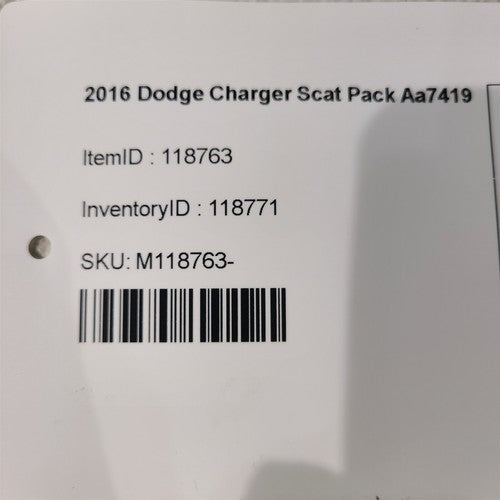 2016 Dodge Charger Scat Pack Aa7419
ItemID : 118763
InventoryID : 118771
SKU: M118763-